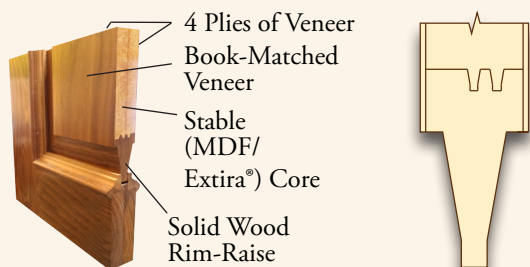 4 Plies of Veneer
Book-Matched
Veneer
Stable
(MDF/
Extira®) Core
Solid Wood
Rim-Raise